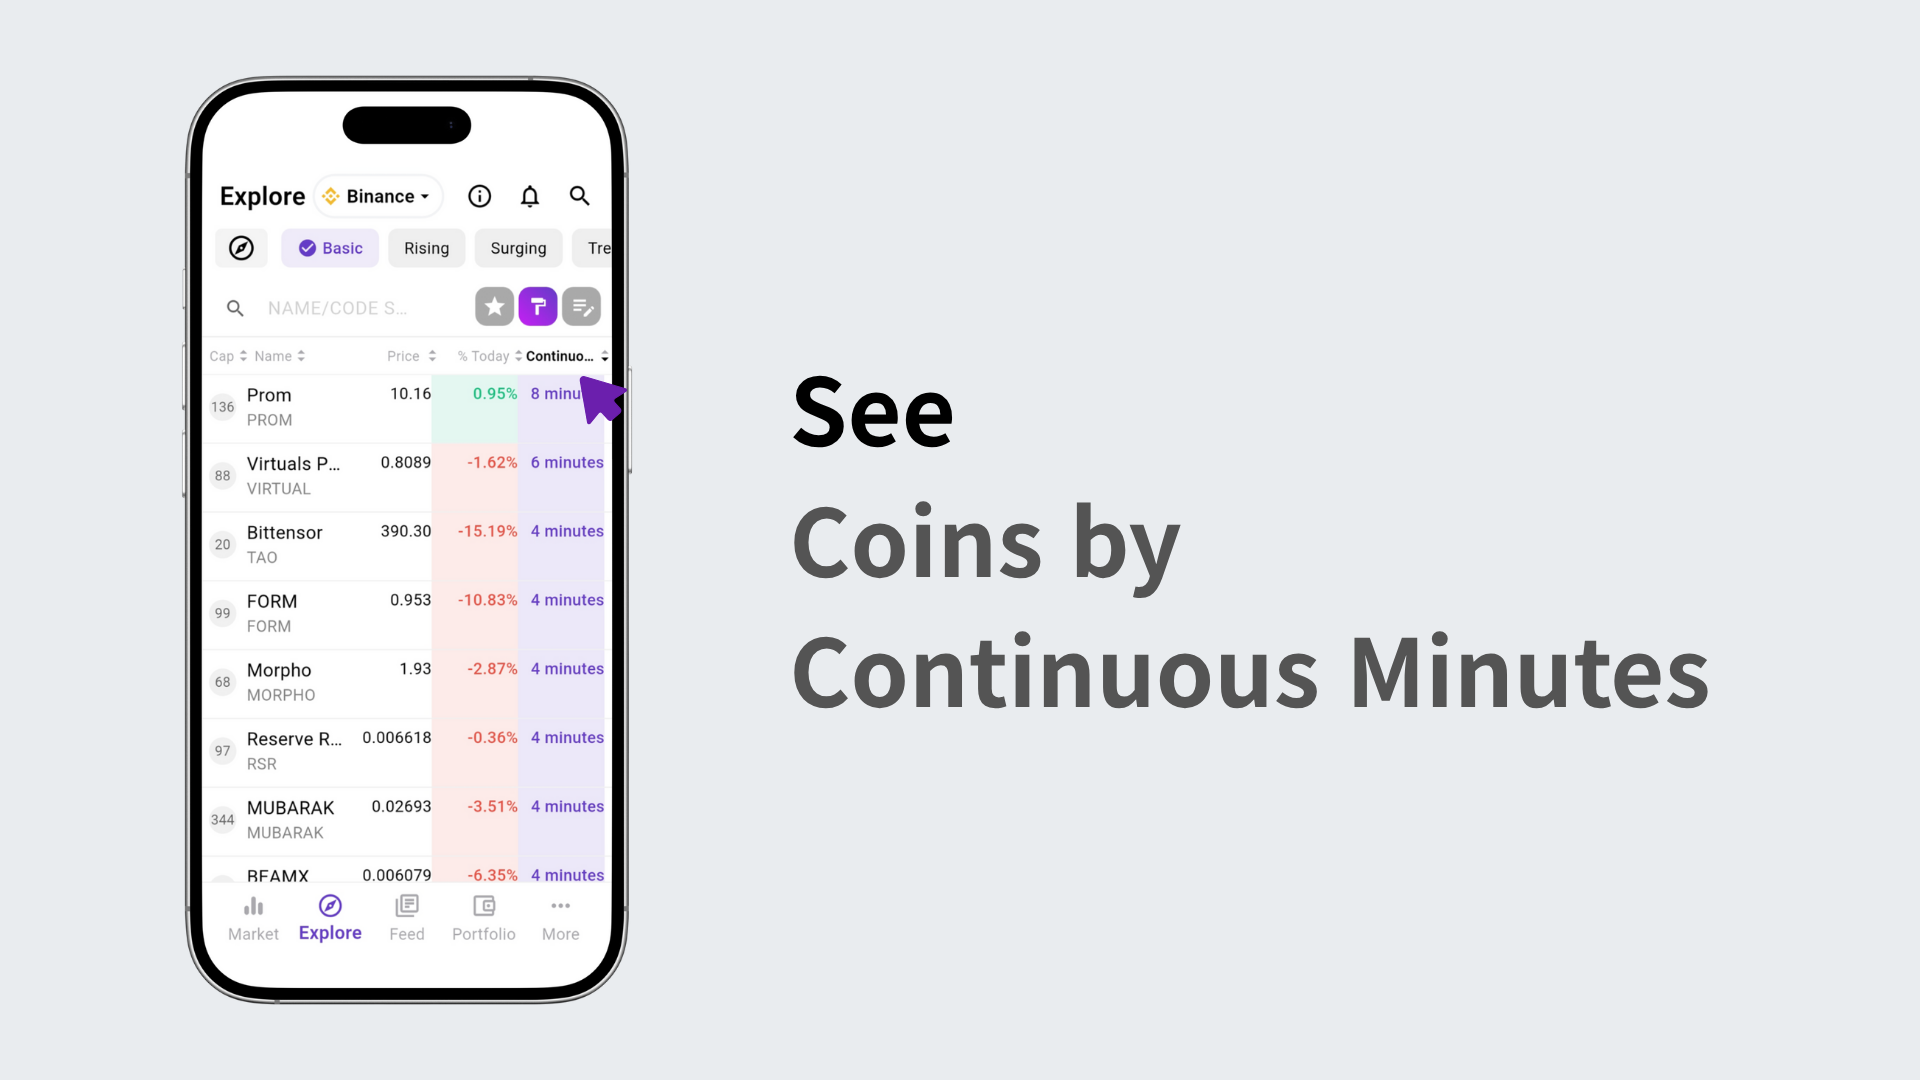 Explore Binance
Basic Rising Surging Tre
NAME/CODE S...
Cap Name Price % Today Continuo...
136 Prom 10.16 0.95% 8 minu
PROM
88 Virtuals P... 0.8089 -1.62% 6 minutes
VIRTUAL
20 Bittensor 390.30 -15.19% 4 minutes
TAO
99 FORM 0.953 -10.83% 4 minutes
FORM
68 Morpho 1.93 -2.87% 4 minutes
MORPHO
97 Reserve R... 0.006618 -0.36% 4 minutes
RSR
344 MUBARAK 0.02693 -3.51% 4 minutes
MUBARAK
BEAMX 0.006079 -6.35% 4 minutes
Market Explore Feed Portfolio More
See
Coins by
Continuous Minutes